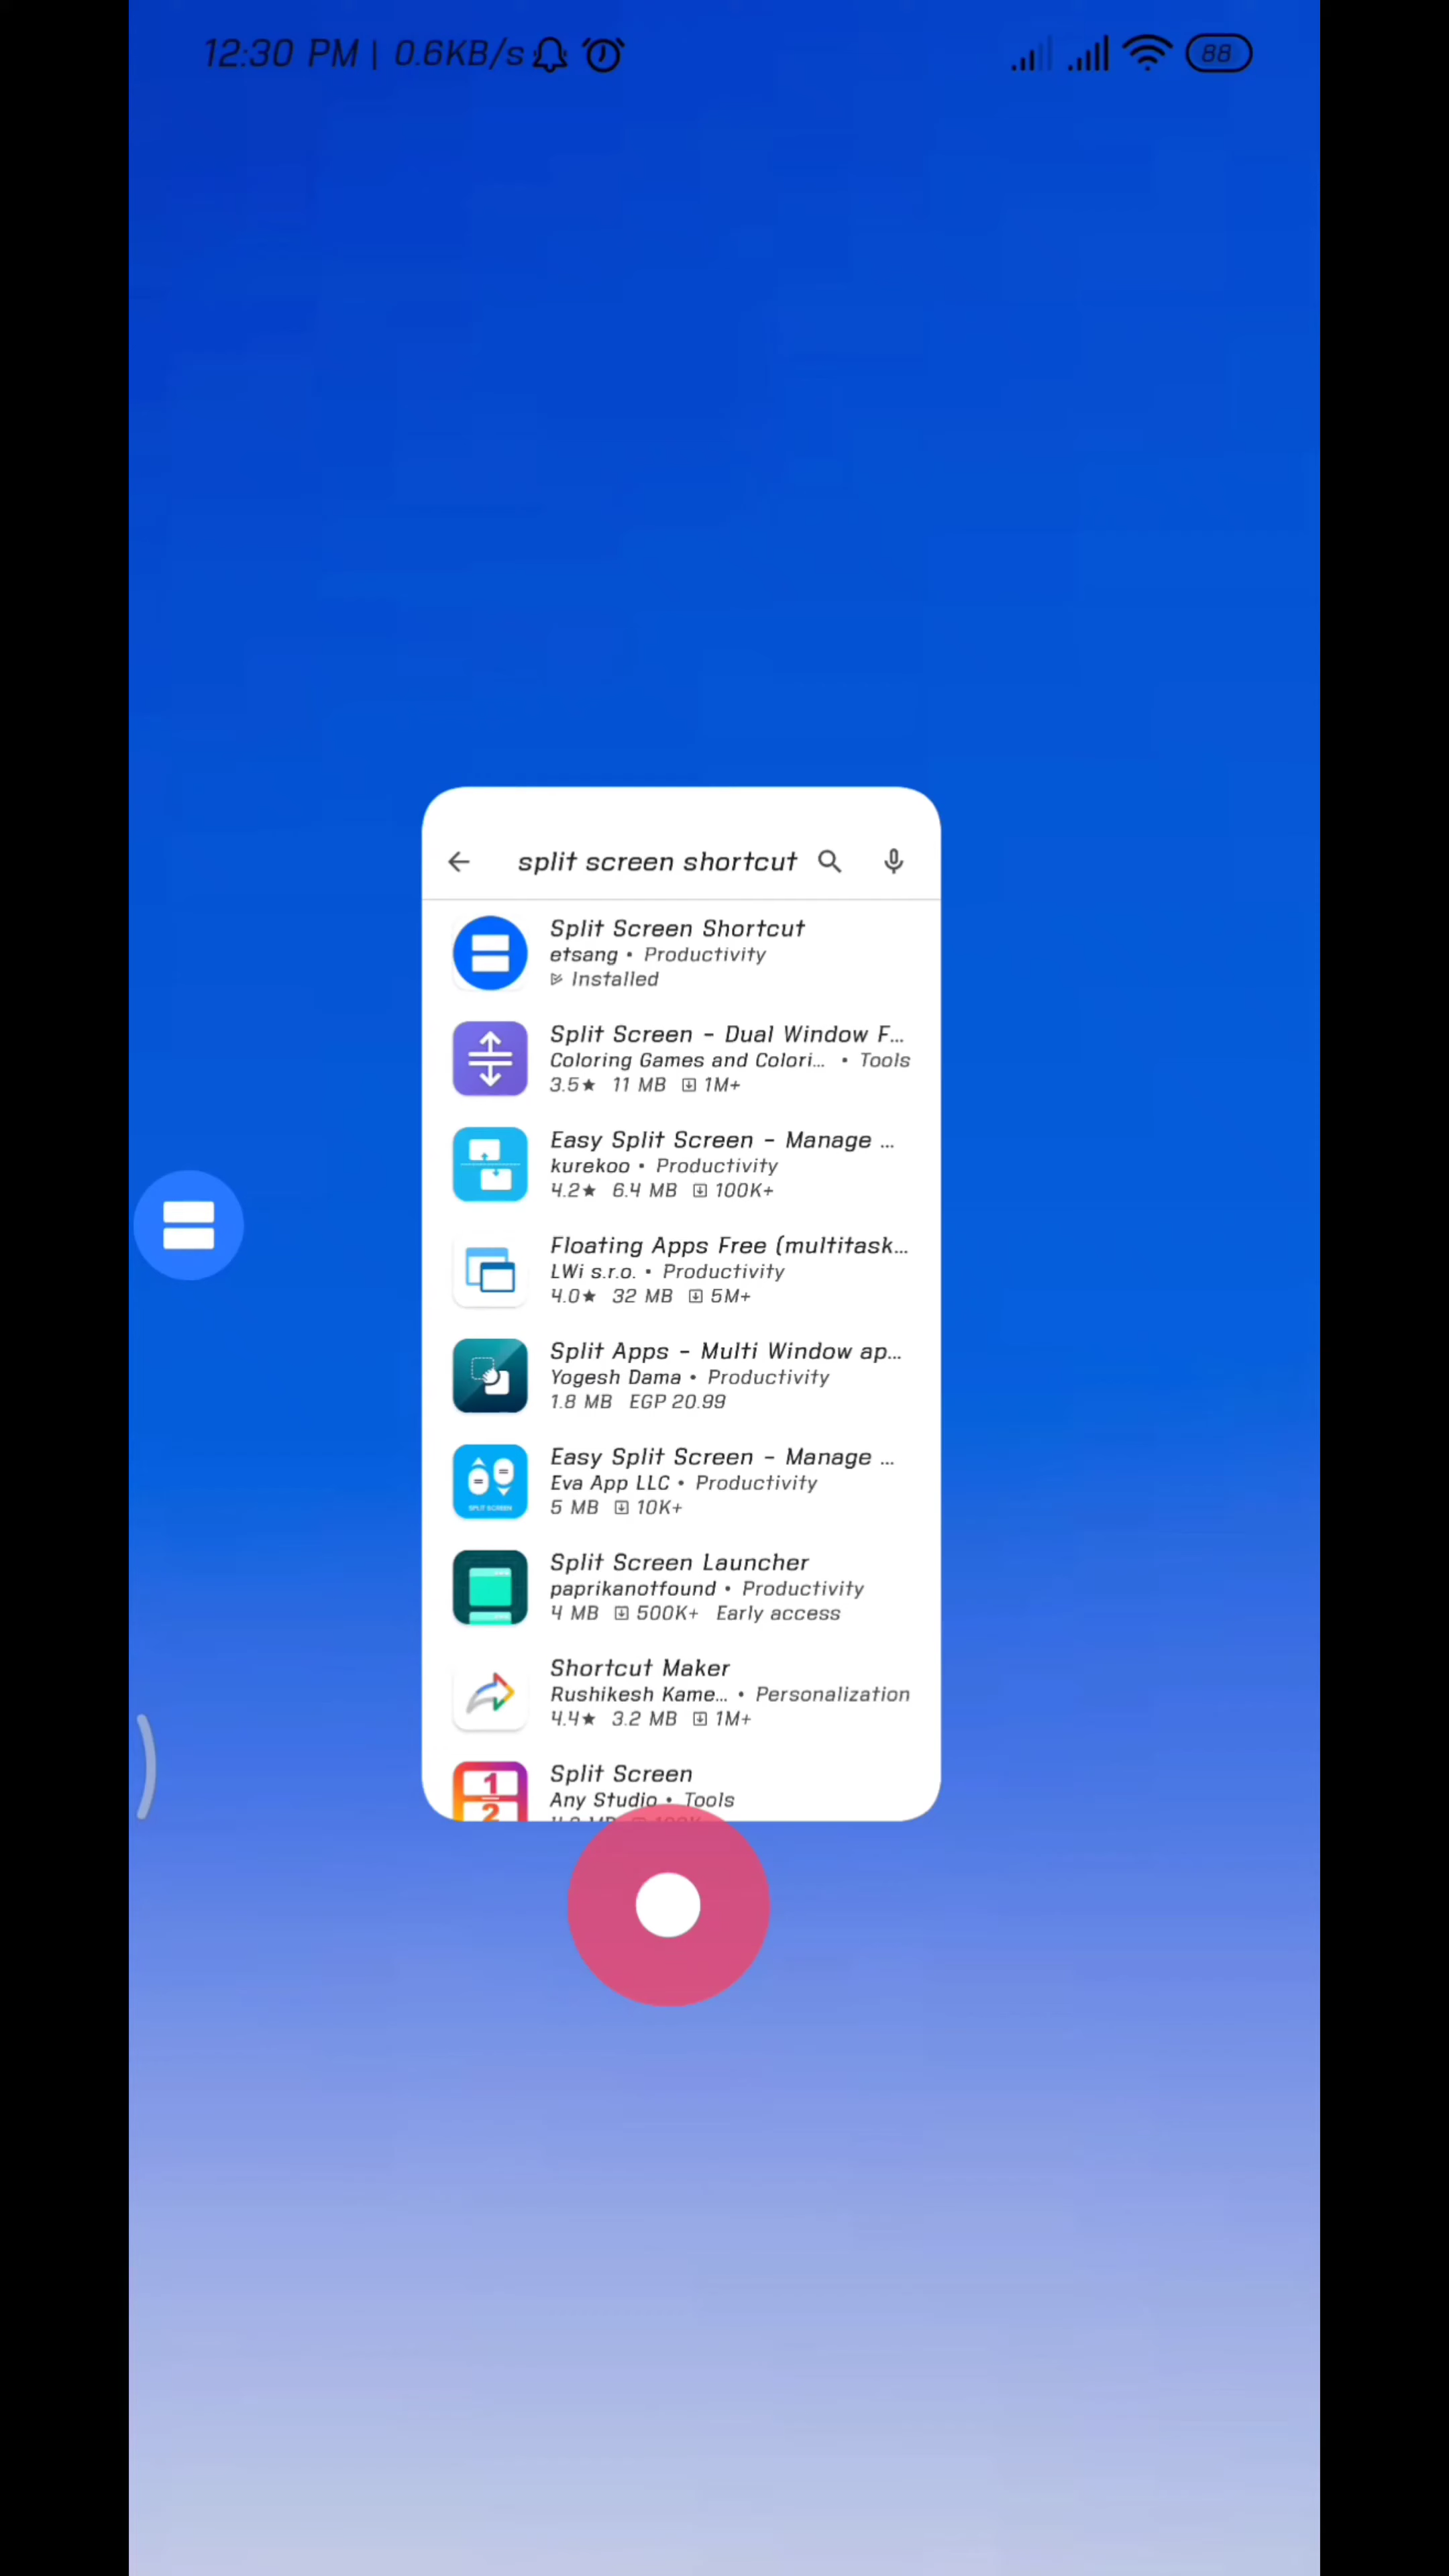 12:30 PM | 0.6KB/s 88
split screen shortcut
Split Screen Shortcut
etsang • Productivity
Installed
Split Screen - Dual Window F...
Coloring Games and Colori... • Tools
3.5★ 11 MB 1M+
Easy Split Screen - Manage ...
kurekoo • Productivity
4.2★ 6.4 MB 100K+
Floating Apps Free (multitask...
LWi s.r.o. • Productivity
4.0★ 32 MB 5M+
Split Apps - Multi Window ap...
Yogesh Dama • Productivity
1.8 MB EGP 20.99
Easy Split Screen - Manage ...
Eva App LLC • Productivity
SPLIT SCREEN
5 MB 10K+
Split Screen Launcher
paprikanotfound • Productivity
4 MB 500K+ Early access
Shortcut Maker
Rushikesh Kame... • Personalization
4.4★ 3.2 MB 1M+
Split Screen
1
Any Studio • Tools
2